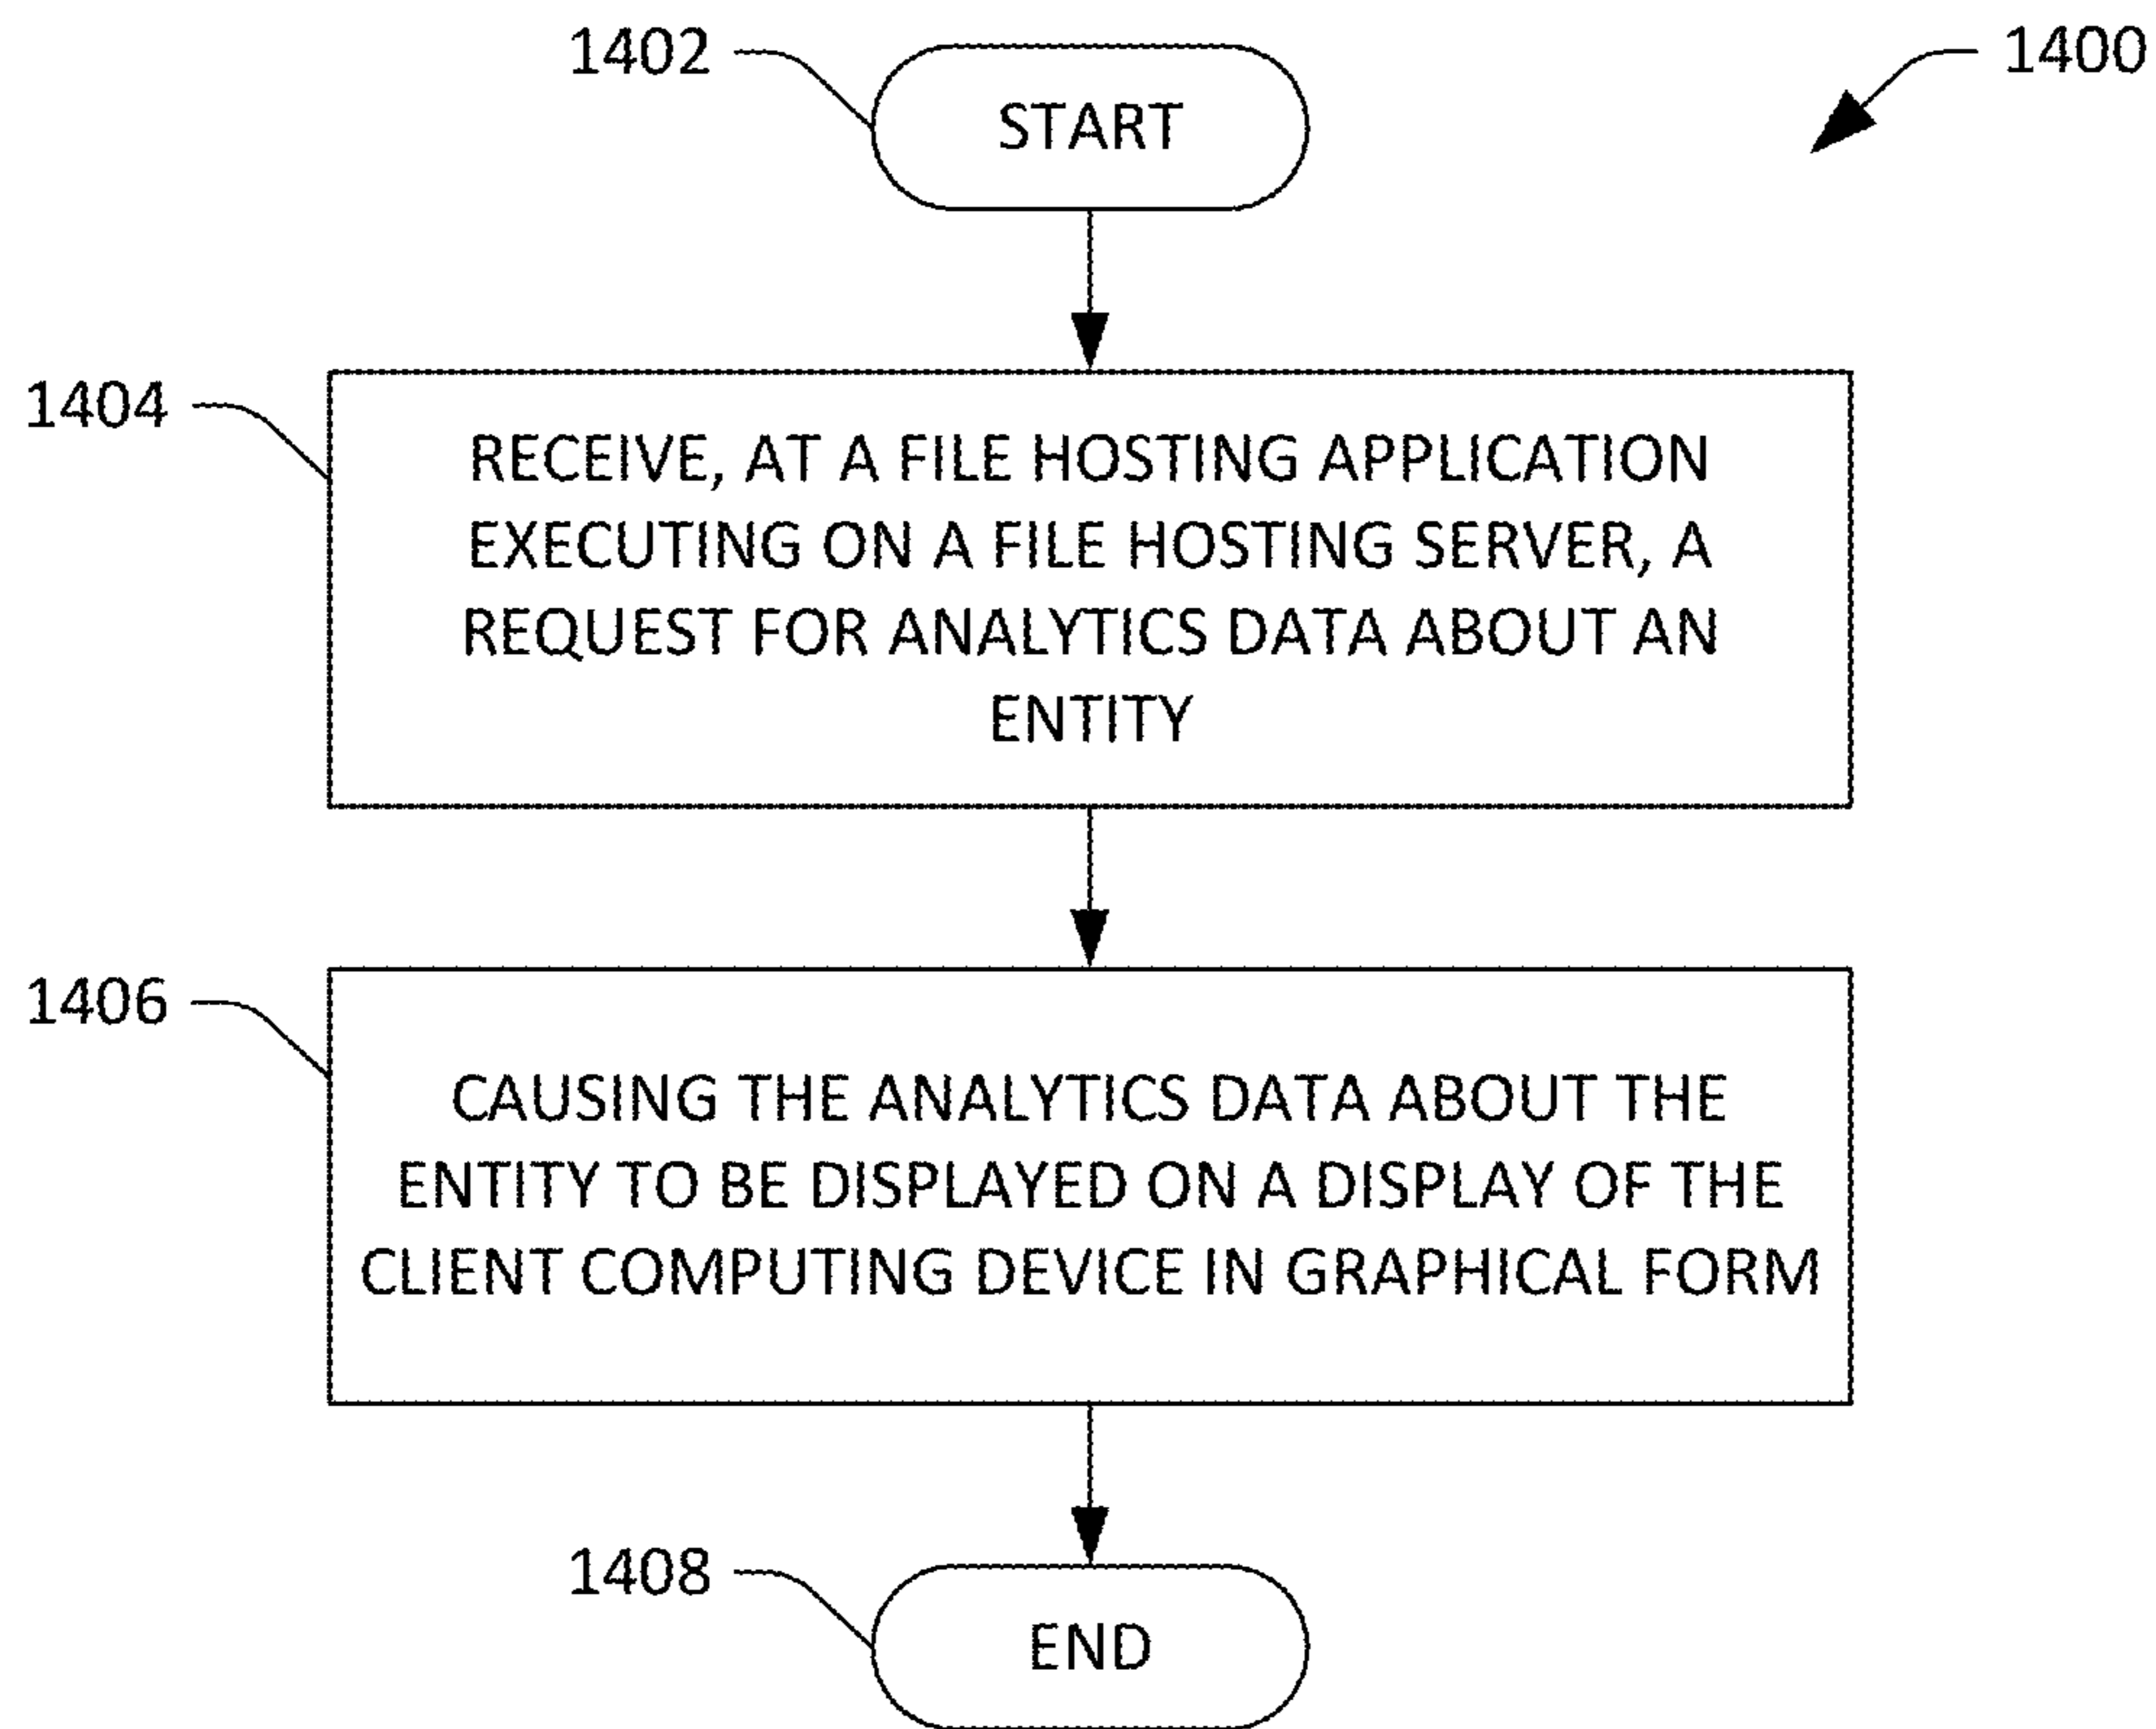 1402
START
1400
1404
RECEIVE, AT A FILE HOSTING APPLICATION
EXECUTING ON A FILE HOSTING SERVER, A
REQUEST FOR ANALYTICS DATA ABOUT AN
ENTITY
1406
CAUSING THE ANALYTICS DATA ABOUT THE
ENTITY TO BE DISPLAYED ON A DISPLAY OF THE
CLIENT COMPUTING DEVICE IN GRAPHICAL FORM
1408
END